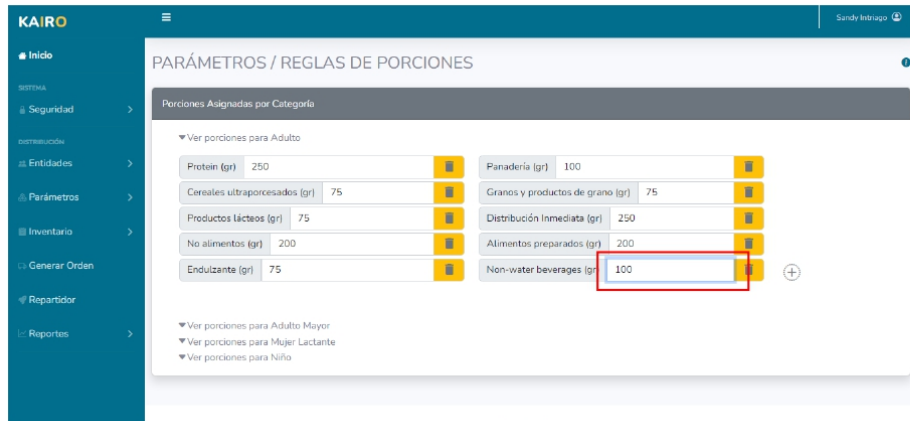 KAIRO
Sandy Intriago
Inicio
PARÁMETROS / REGLAS DE PORCIONES
SISTEMA
Seguridad
DISTRIBUCIÓN
Entidades
Parámetros
Inventario
Generar Orden
Repartidor
Reportes
Porciones Asignadas por Categoría
Ver porciones para Adulto
Protein (gr) 250
Panadería (gr) 100
Cereales ultraporcesados (gr) 75
Granos y productos de grano (gr) 75
Productos lácteos (gr) 75
Distribución Inmediata (gr) 250
No alimentos (gr) 200
Alimentos preparados (gr) 200
Endulzante (gr) 75
Non-water beverages (gr 100
Ver porciones para Adulto Mayor
Ver porciones para Mujer Lactante
Ver porciones para Niño